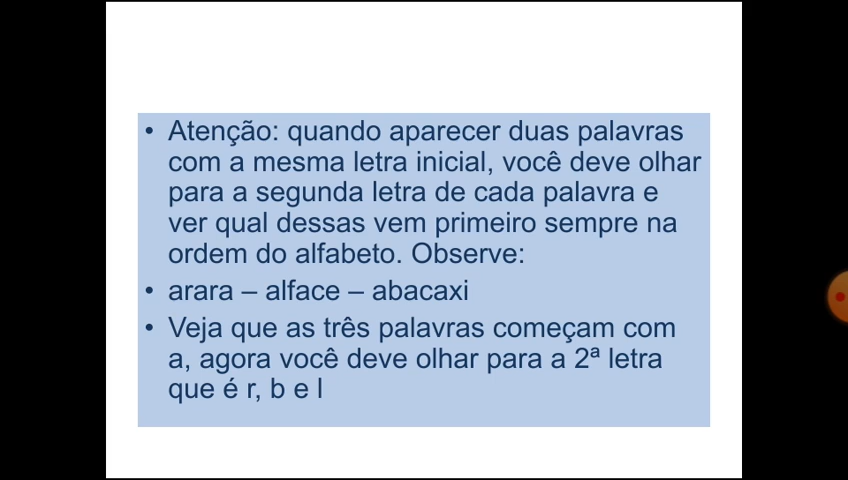 • Atenção: quando aparecer duas palavras
com a mesma letra inicial, você deve olhar
para a segunda letra de cada palavra e
ver qual dessas vem primeiro sempre na
ordem do alfabeto. Observe:
• arara – alface – abacaxi
• Veja que as três palavras começam com
a, agora você deve olhar para a 2ª letra
que é r, b e l